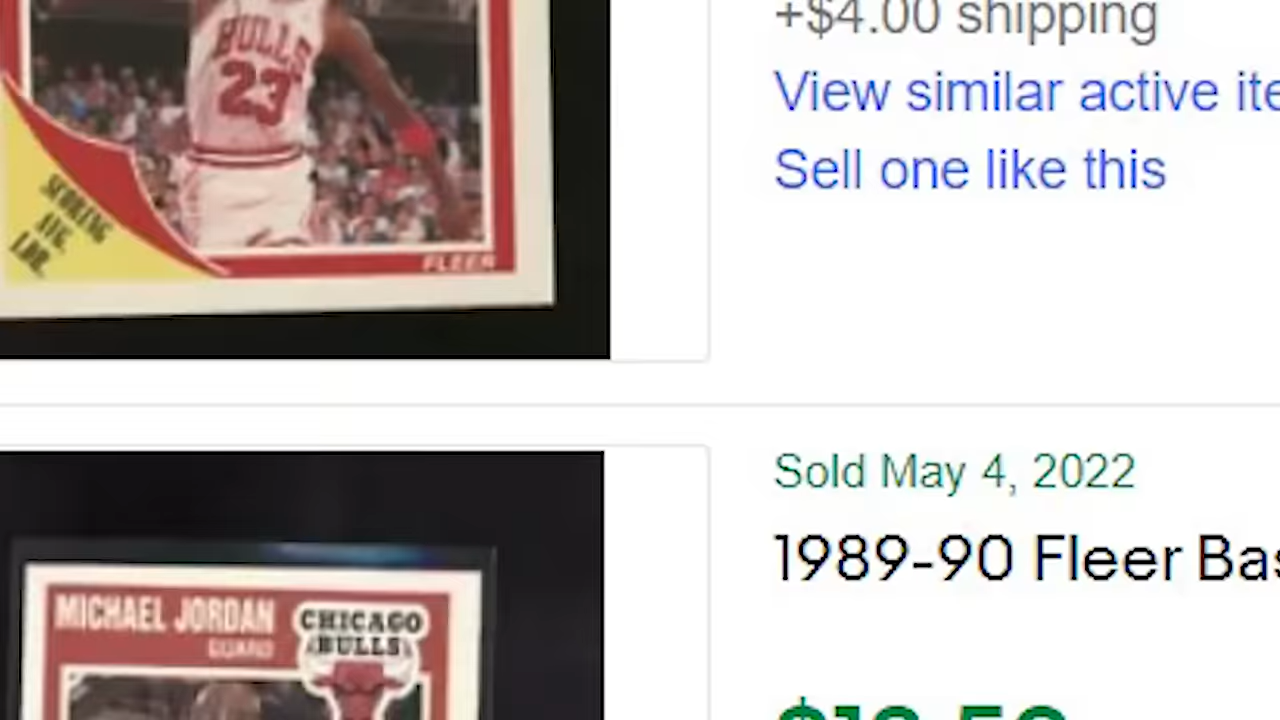 BULLS
23
SCORING
AVG.
LDR.
FLEER
+$4.00 shipping
View similar active ite
Sell one like this
Sold May 4, 2022
1989-90 Fleer Bas
MICHAEL JORDAN
GUARD
CHICAGO
BULLS